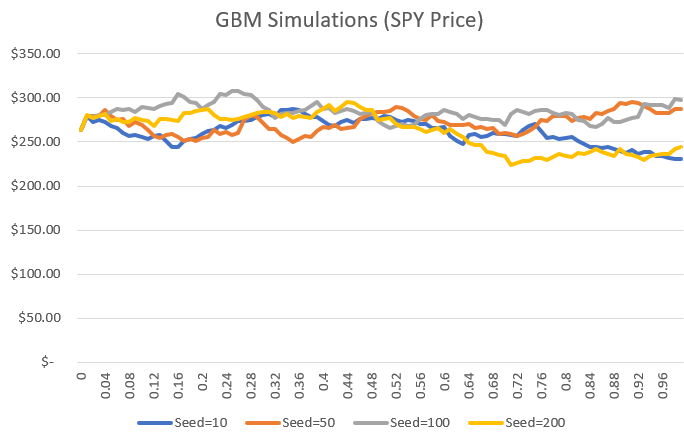 GBM Simulations (SPY Price)
$350.00
$300.00
$250.00
$200.00
$150.00
$100.00
$50.00
$-
0 0.04 0.08 0.12 0.16 0.2 0.24 0.28 0.32 0.36 0.4 0.44 0.48 0.52 0.56 0.6 0.64 0.68 0.72 0.76 0.8 0.84 0.88 0.92 0.96
Seed=10 Seed=50 Seed=100 Seed=200